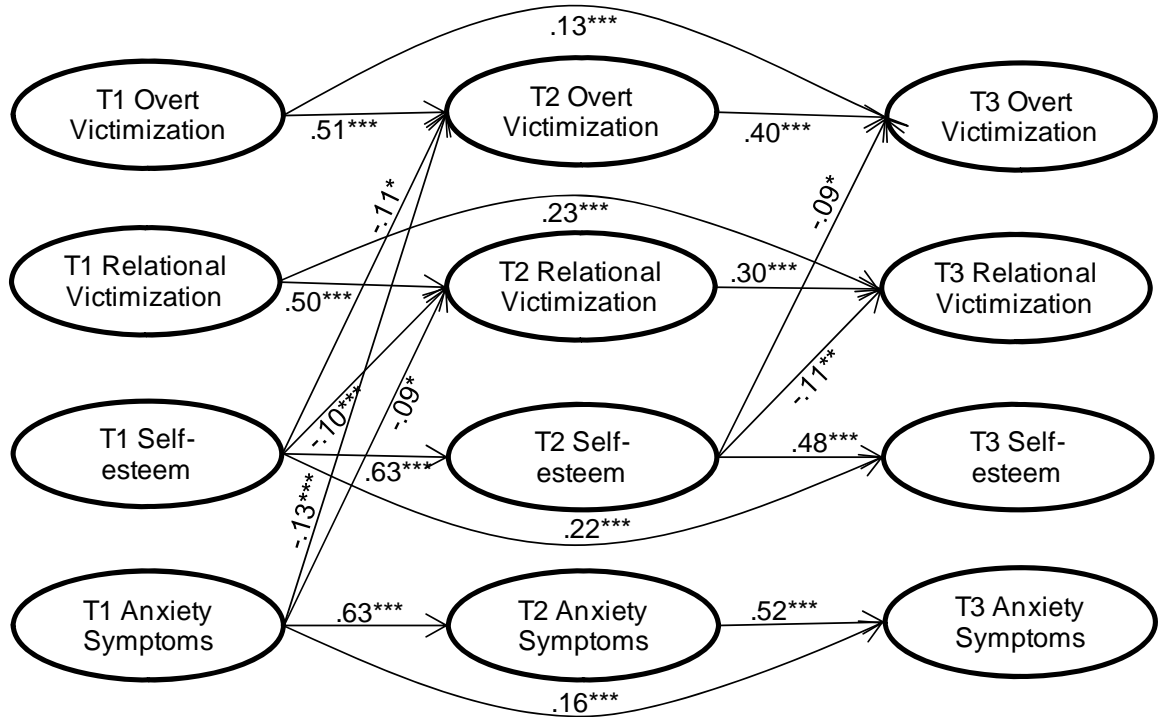 .13***
T1 Overt
Victimization
T2 Overt
Victimization
T3 Overt
Victimization
.51***
.40***
-.11*
-.09*
.23***
T1 Relational
Victimization
T2 Relational
Victimization
T3 Relational
Victimization
.50***
.30***
-.10***
-.09*
-.11**
T1 Self-
esteem
T2 Self-
esteem
T3 Self-
esteem
.63***
.48***
-.13***
.22***
T1 Anxiety
Symptoms
T2 Anxiety
Symptoms
T3 Anxiety
Symptoms
.63***
.52***
.16***